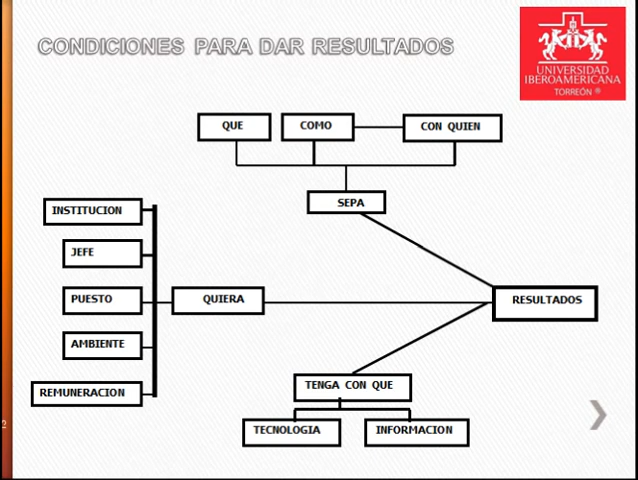 CONDICIONES PARA DAR RESULTADOS
UNIVERSIDAD
IBEROAMERICANA
TORREÓN ®
QUE
COMO
CON QUIEN
SEPA
INSTITUCION
JEFE
PUESTO
QUIERA
RESULTADOS
AMBIENTE
REMUNERACION
TENGA CON QUE
TECNOLOGIA
INFORMACION